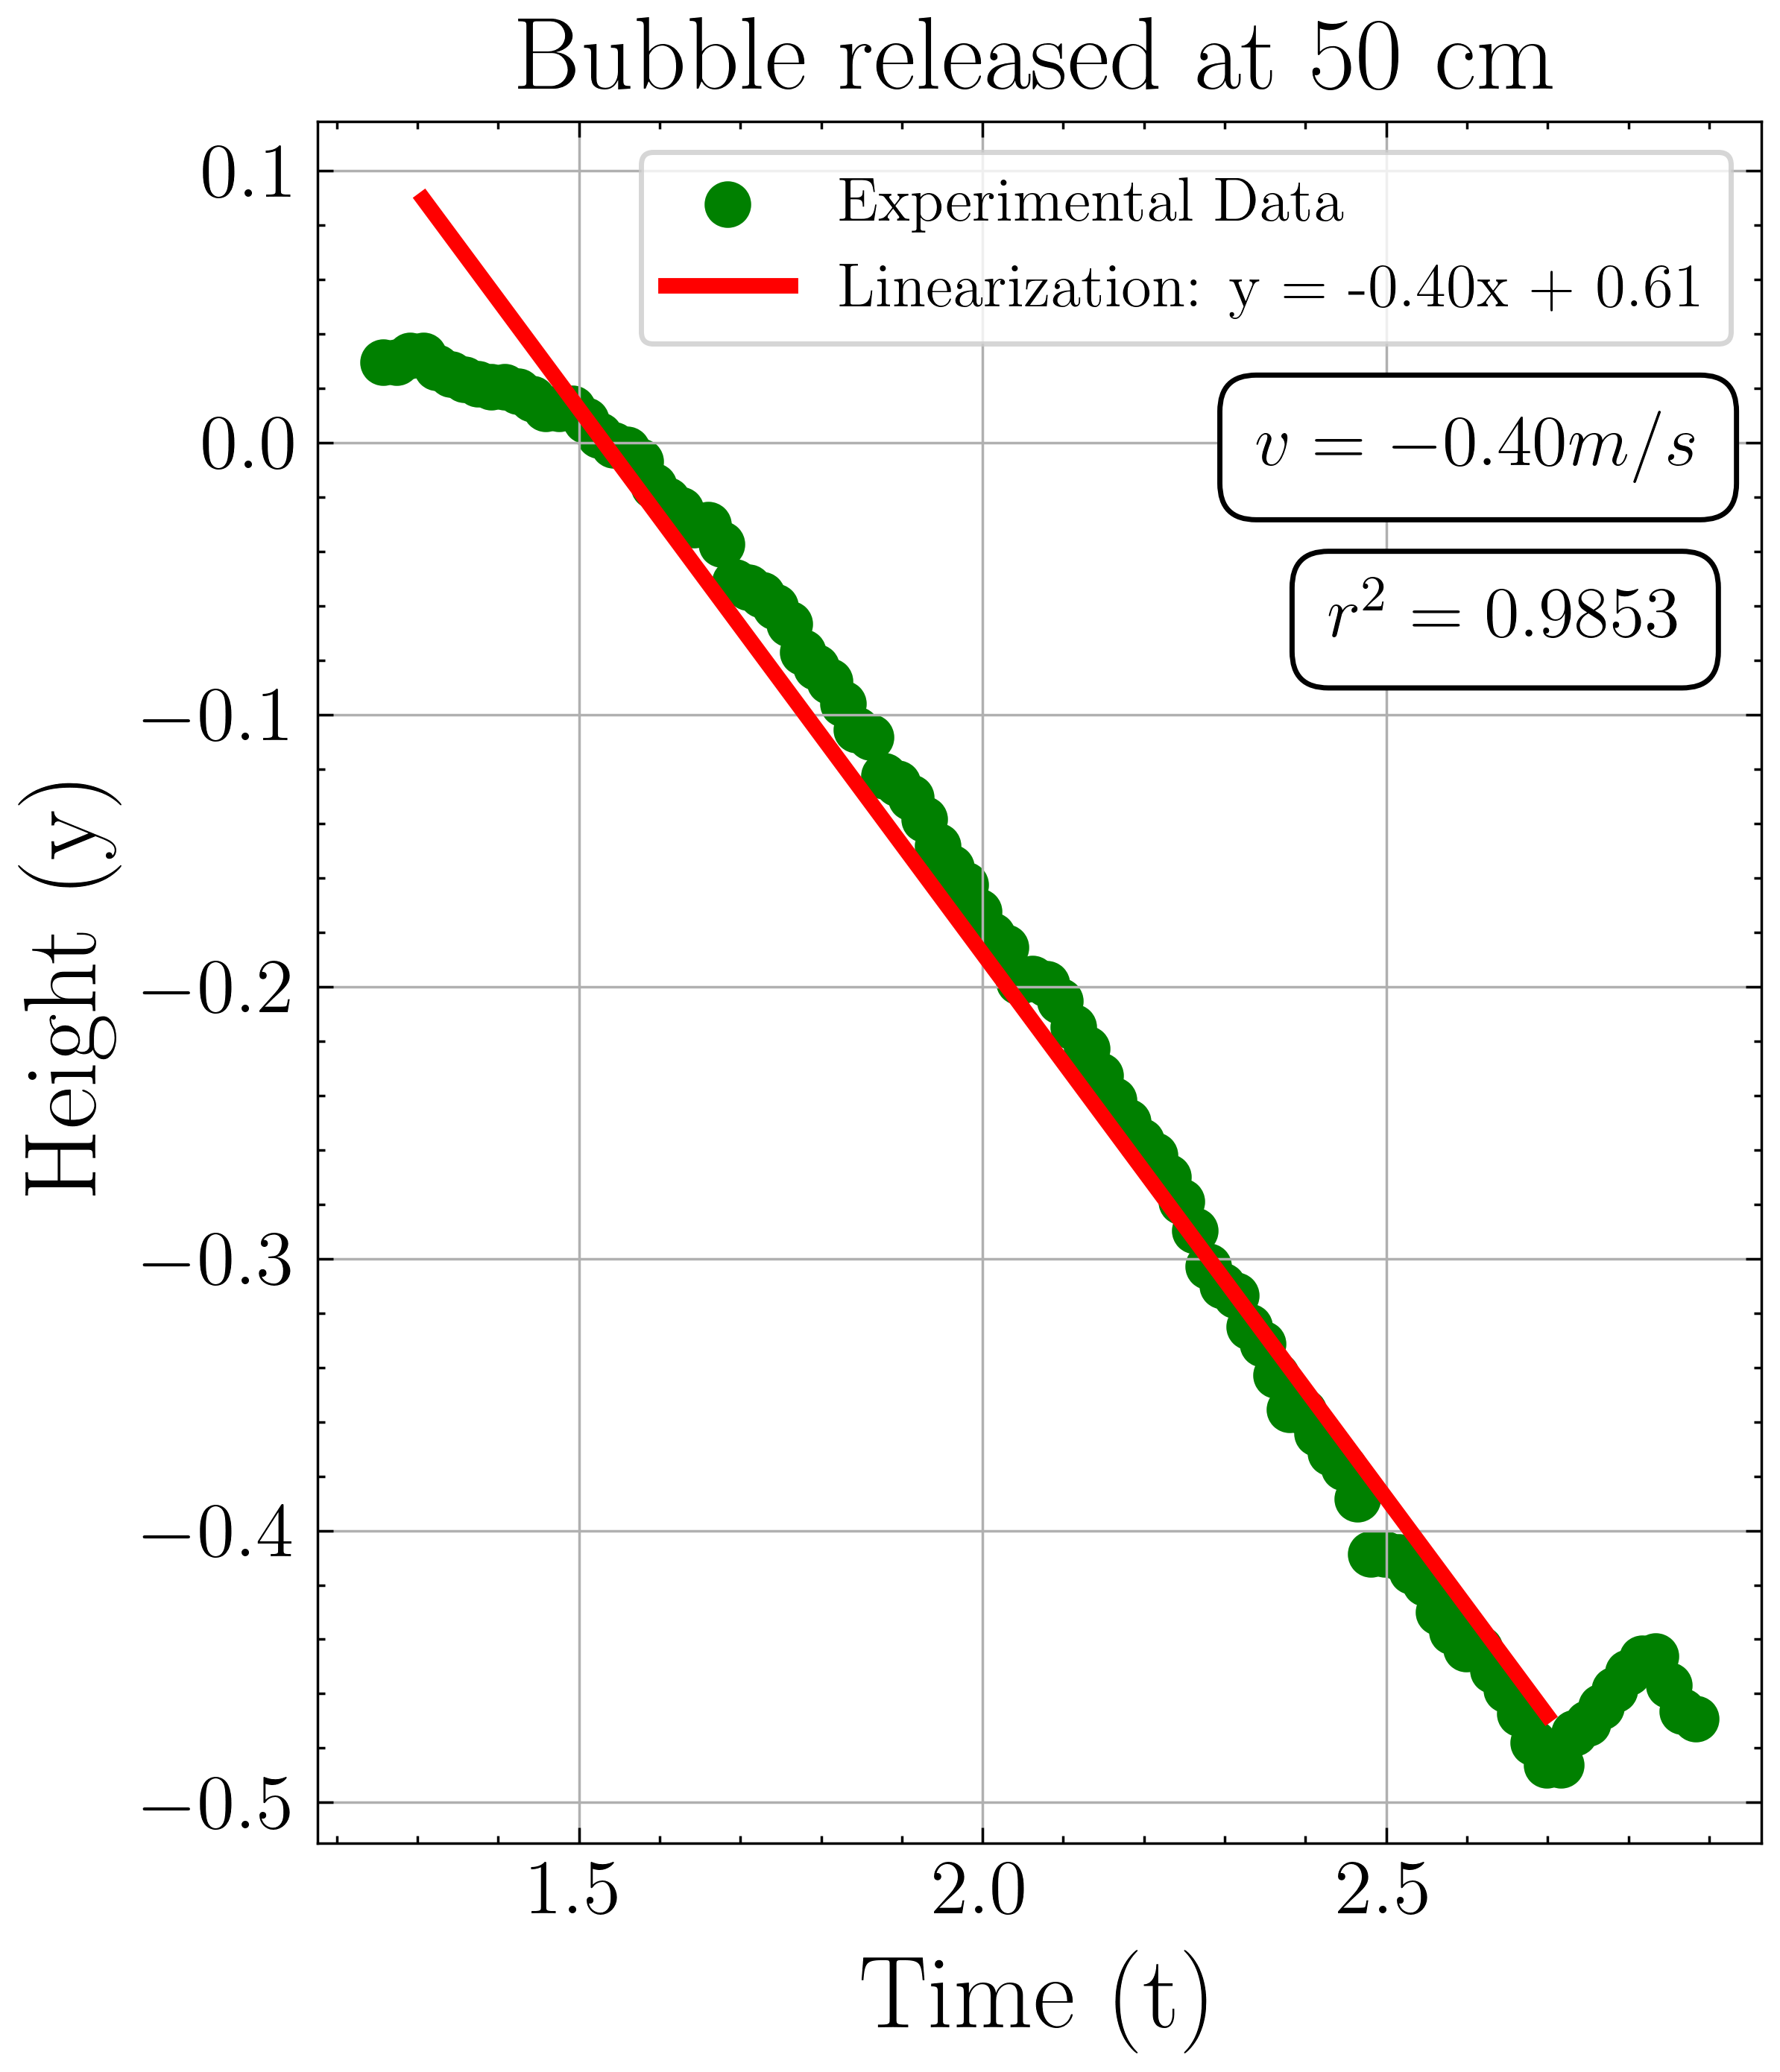 Bubble released at 50 cm
Experimental Data
Linearization: y = -0.40x + 0.61
v = −0.40m/s
r² = 0.9853
0.1
0.0
−0.1
−0.2
−0.3
−0.4
−0.5
Height (y)
1.5 2.0 2.5
Time (t)